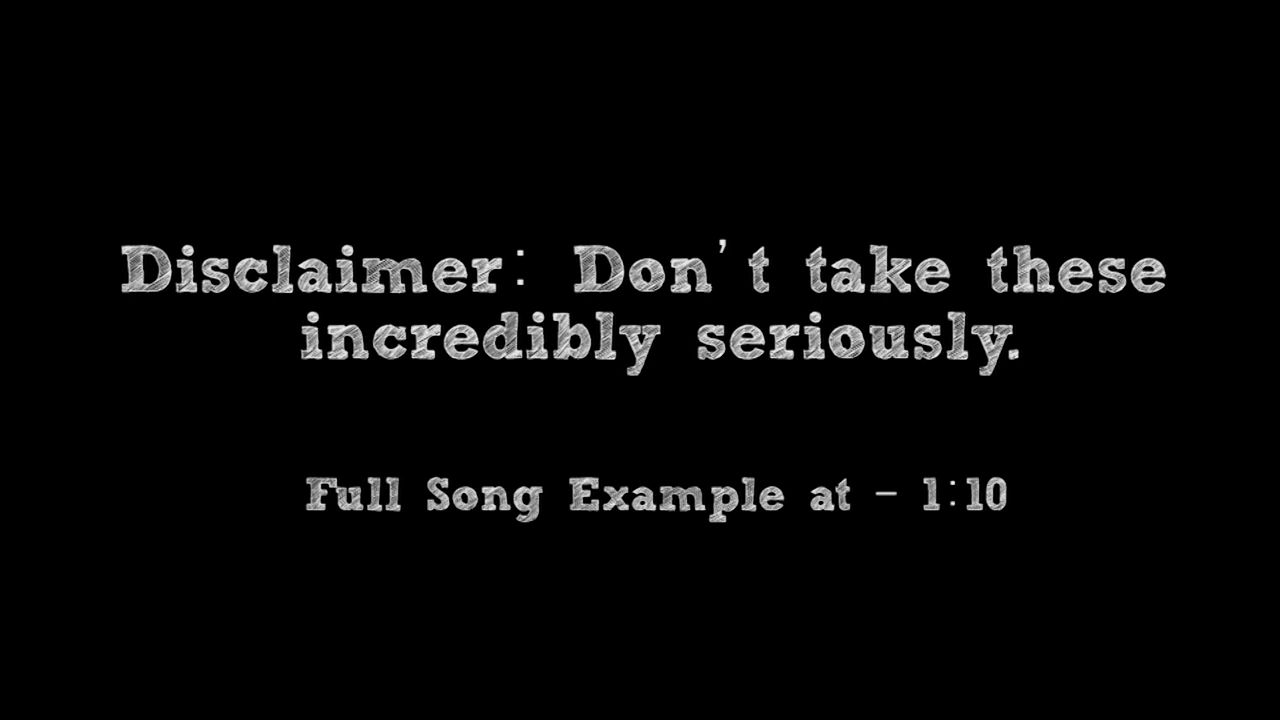 Disclaimer: Don't take these
incredibly seriously.
Full Song Example at - 1:10